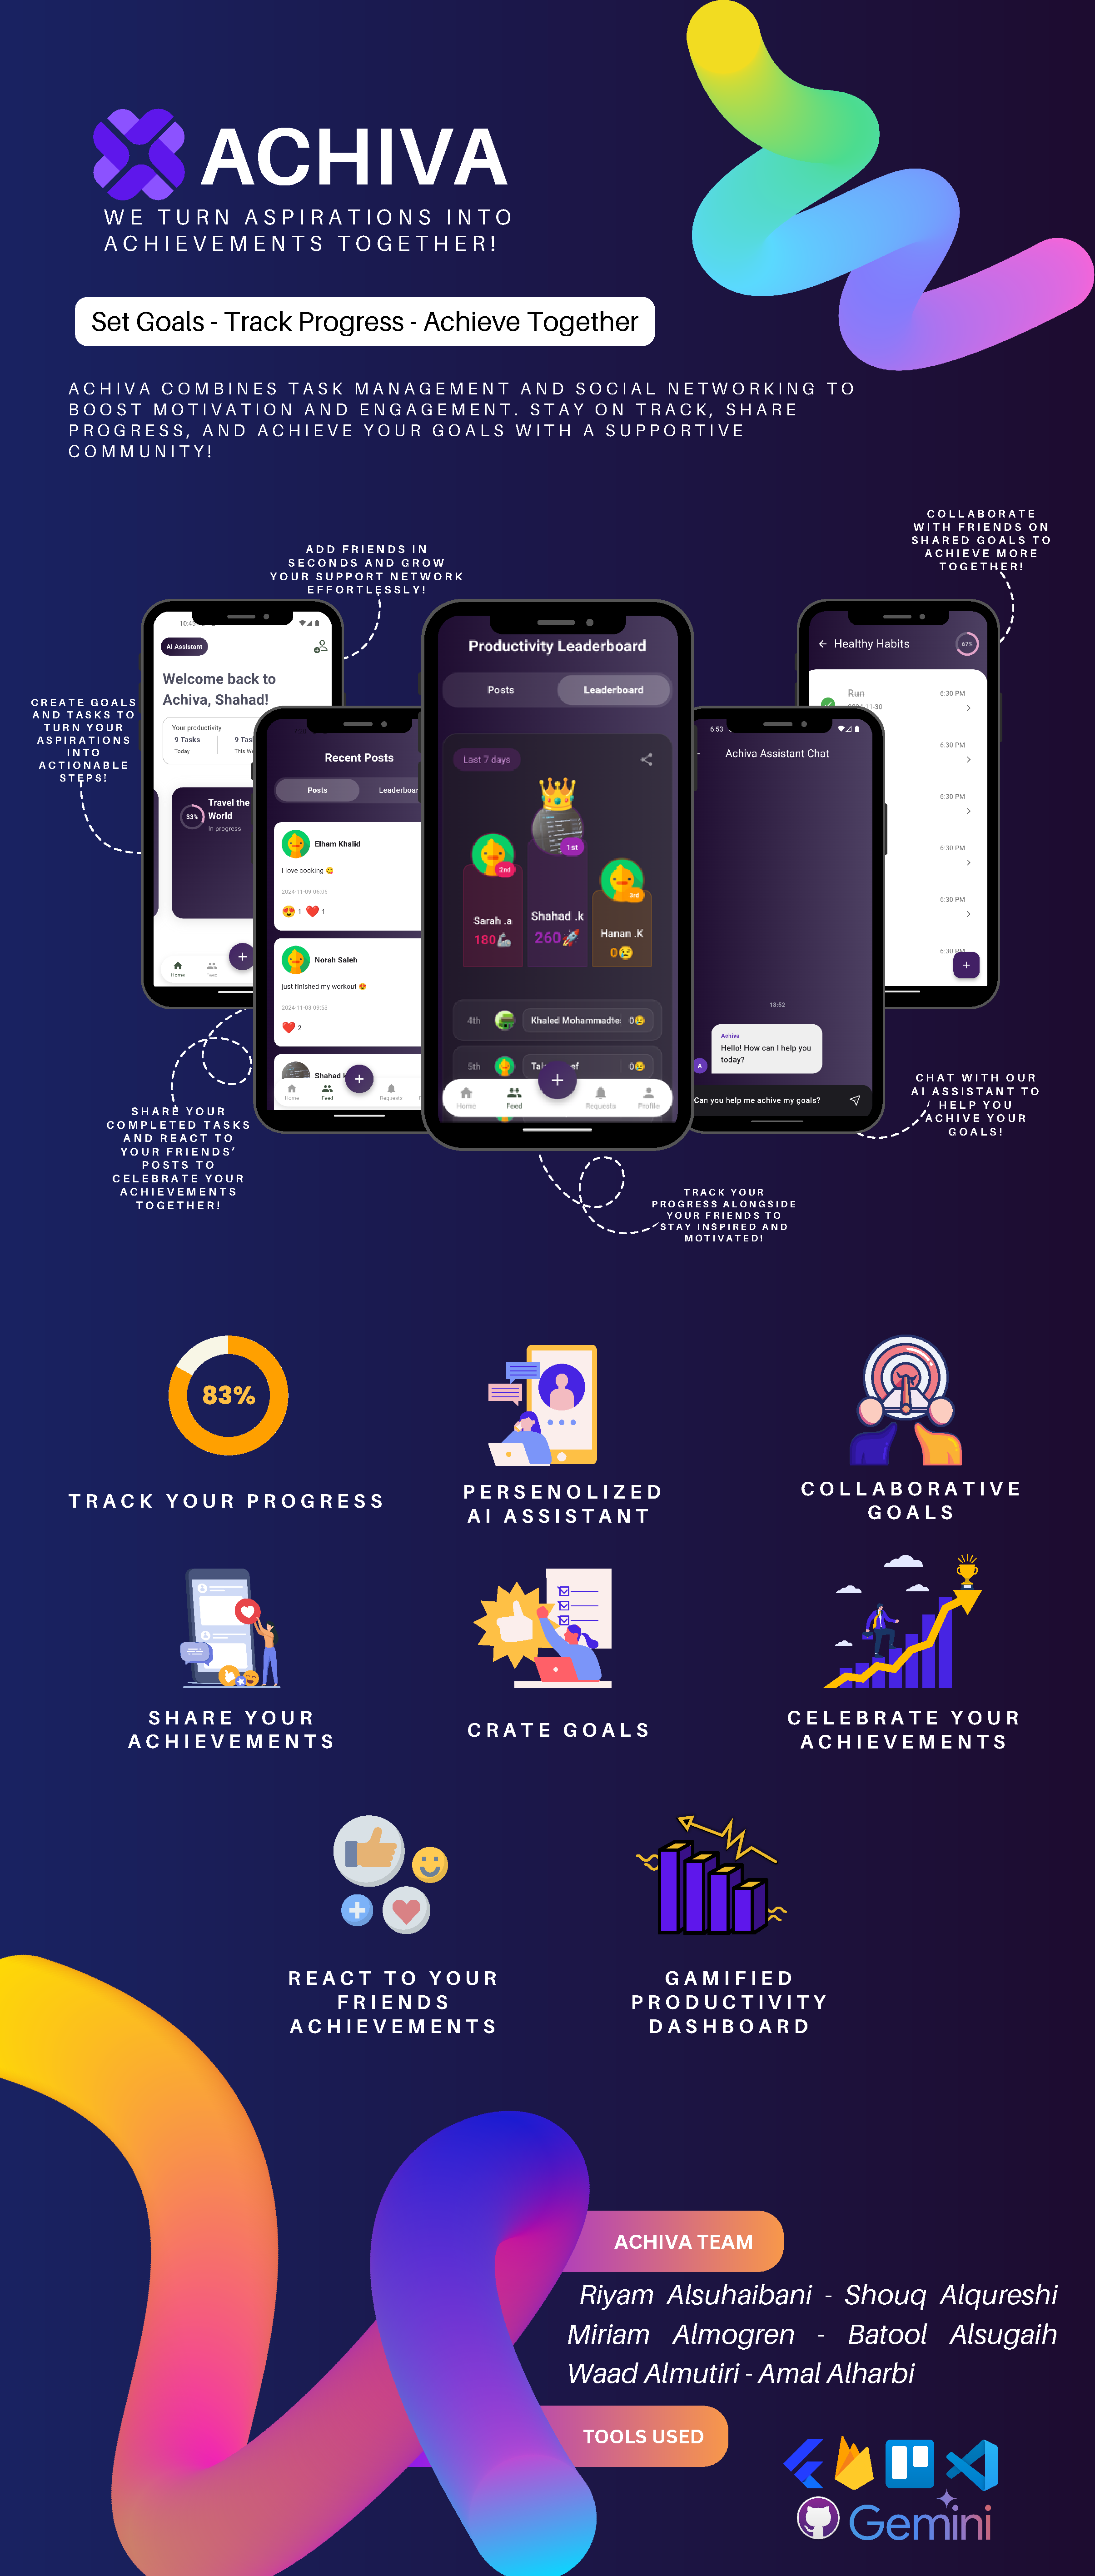 ACHIVA
WE TURN ASPIRATIONS INTO
ACHIEVEMENTS TOGETHER!
Set Goals - Track Progress - Achieve Together
ACHIVA COMBINES TASK MANAGEMENT AND SOCIAL NETWORKING TO
BOOST MOTIVATION AND ENGAGEMENT. STAY ON TRACK, SHARE
PROGRESS, AND ACHIEVE YOUR GOALS WITH A SUPPORTIVE
COMMUNITY!
COLLABORATE
WITH FRIENDS ON
SHARED GOALS TO
ACHIEVE MORE
TOGETHER!
ADD FRIENDS IN
SECONDS AND GROW
YOUR SUPPORT NETWORK
EFFORTLESSLY!
CREATE GOALS
AND TASKS TO
TURN YOUR
ASPIRATIONS
INTO
ACTIONABLE
STEPS!
AI Assistant
Welcome back to
Achiva, Shahad!
Your productivity
9 Tasks
Today
33%
Travel the
World
In progress
Home
Feed
Recent Posts
Posts
Elham Khalid
I love cooking 😋
2024-11-09 06:06
😍 1 ❤️ 1
Norah Saleh
just finished my workout 😍
2024-11-03 09:53
❤️ 2
Home
Feed
Requests
Productivity Leaderboard
Posts
Leaderboard
Last 7 days
1st
2nd
3rd
Sarah .a
180🦾
Shahad .k
260🚀
Hanan .K
0😢
4th
0😢
5th
0😢
Home
Feed
Requests
Profile
6:53
Achiva Assistant Chat
18:52
Achiva
Hello! How can I help you
today?
A
Can you help me achive my goals?
Healthy Habits
67%
Run
6:30 PM
6:30 PM
6:30 PM
6:30 PM
6:30 PM
6:30 PM
SHARE YOUR
COMPLETED TASKS
AND REACT TO
YOUR FRIENDS'
POSTS TO
CELEBRATE YOUR
ACHIEVEMENTS
TOGETHER!
CHAT WITH OUR
AI ASSISTANT TO
HELP YOU
ACHIVE YOUR
GOALS!
TRACK YOUR
PROGRESS ALONGSIDE
YOUR FRIENDS TO
STAY INSPIRED AND
MOTIVATED!
83%
TRACK YOUR PROGRESS
PERSENOLIZED
AI ASSISTANT
COLLABORATIVE
GOALS
SHARE YOUR
ACHIEVEMENTS
CRATE GOALS
CELEBRATE YOUR
ACHIEVEMENTS
REACT TO YOUR
FRIENDS
ACHIEVEMENTS
GAMIFIED
PRODUCTIVITY
DASHBOARD
ACHIVA TEAM
Riyam Alsuhaibani - Shouq Alqureshi
Miriam Almogren - Batool Alsugaih
Waad Almutiri - Amal Alharbi
TOOLS USED
Gemini